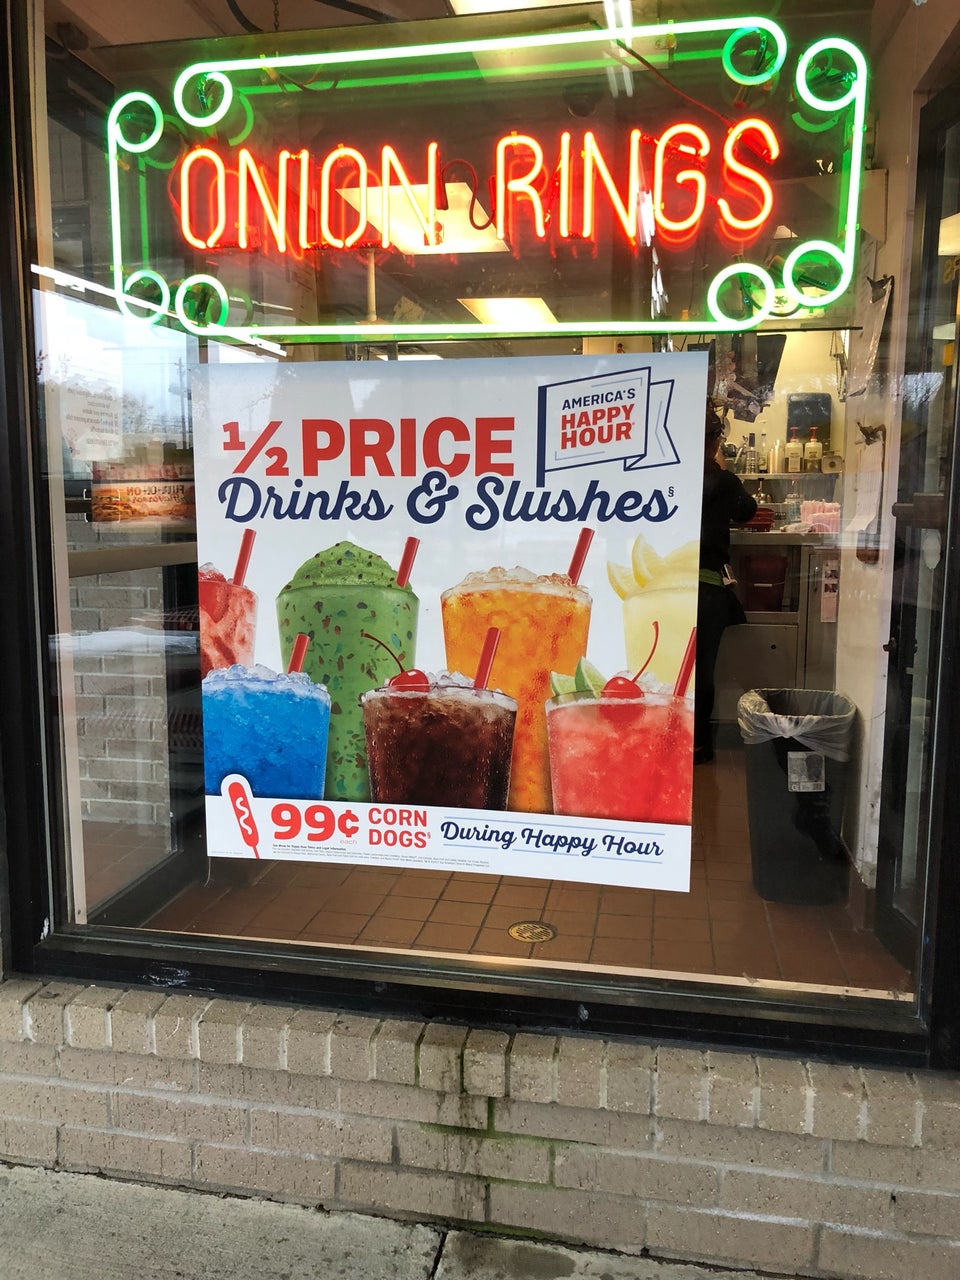 ONION RINGS
AMERICA'S
HAPPY
HOUR
1/2 PRICE
Drinks & Slushes§
99¢ each CORN DOGS§ During Happy Hour